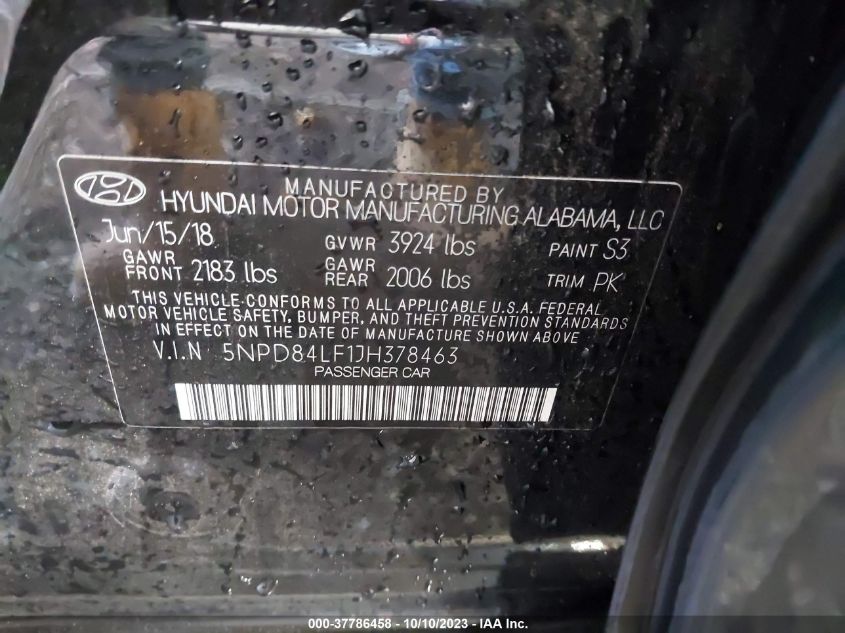 MANUFACTURED BY
HYUNDAI MOTOR MANUFACTURING ALABAMA, LLC
Jun/15/18 GVWR 3924 lbs PAINT S3
GAWR FRONT 2183 lbs GAWR REAR 2006 lbs TRIM PK
THIS VEHICLE CONFORMS TO ALL APPLICABLE U.S.A. FEDERAL
MOTOR VEHICLE SAFETY, BUMPER, AND THEFT PREVENTION STANDARDS
IN EFFECT ON THE DATE OF MANUFACTURE SHOWN ABOVE
V.I.N 5NPD84LF1JH378463
PASSENGER CAR
000-37786458 - 10/10/2023 - IAA Inc.